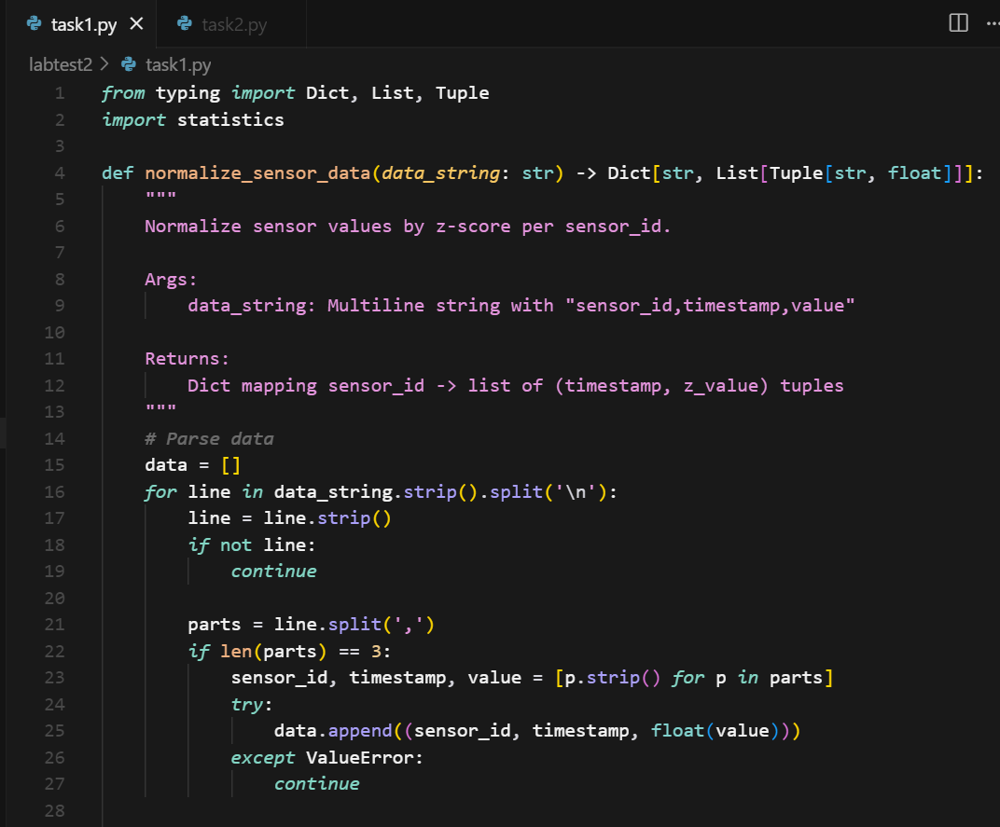 task1.py
task2.py
labtest2 > task1.py
1 from typing import Dict, List, Tuple
2 import statistics
3
4 def normalize_sensor_data(data_string: str) -> Dict[str, List[Tuple[str, float]]]:
5     """
6     Normalize sensor values by z-score per sensor_id.
7
8     Args:
9         data_string: Multiline string with "sensor_id,timestamp,value"
10
11     Returns:
12         Dict mapping sensor_id -> list of (timestamp, z_value) tuples
13     """
14     # Parse data
15     data = []
16     for line in data_string.strip().split('\n'):
17         line = line.strip()
18         if not line:
19             continue
20
21         parts = line.split(',')
22         if len(parts) == 3:
23             sensor_id, timestamp, value = [p.strip() for p in parts]
24             try:
25                 data.append((sensor_id, timestamp, float(value)))
26             except ValueError:
27                 continue
28